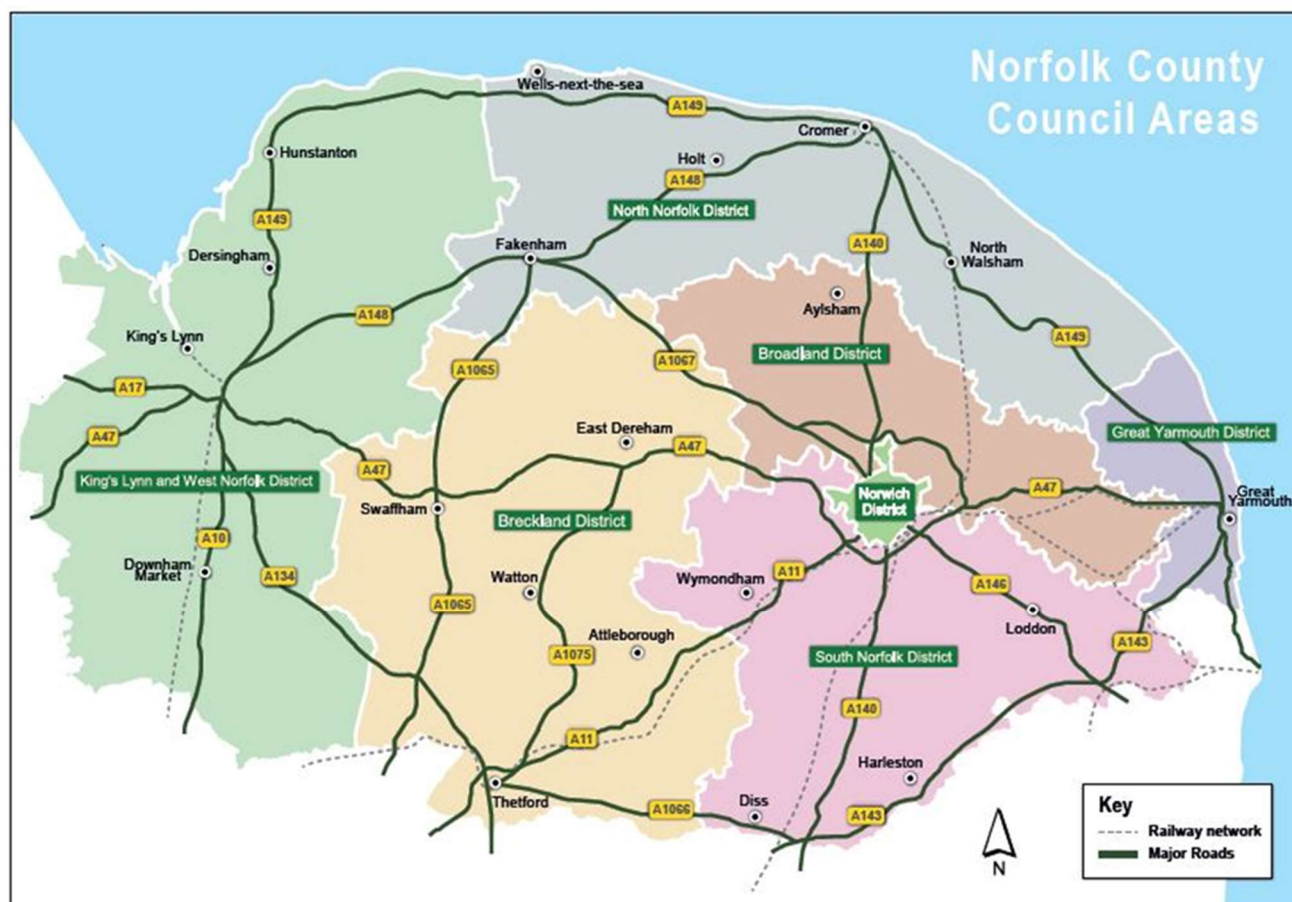 Norfolk County
Council Areas
Wells-next-the-sea
A149
Cromer
Hunstanton
Holt
A148
North Norfolk District
A149
A140
Fakenham
North
Walsham
Dersingham
Aylsham
A148
King's Lynn
A149
Broadland District
A1067
A1065
A17
Great Yarmouth District
A47
East Dereham
A47
A47
King's Lynn and West Norfolk District
A47
Norwich
District
Great
Yarmouth
Swaffham
Breckland District
A10
Downham
Market
A134
Watton
Wymondham
A11
A146
A1065
Loddon
Attleborough
A143
A1075
South Norfolk District
A140
A11
Harleston
Thetford
A1066
Diss
A143
N
Key
Railway network
Major Roads